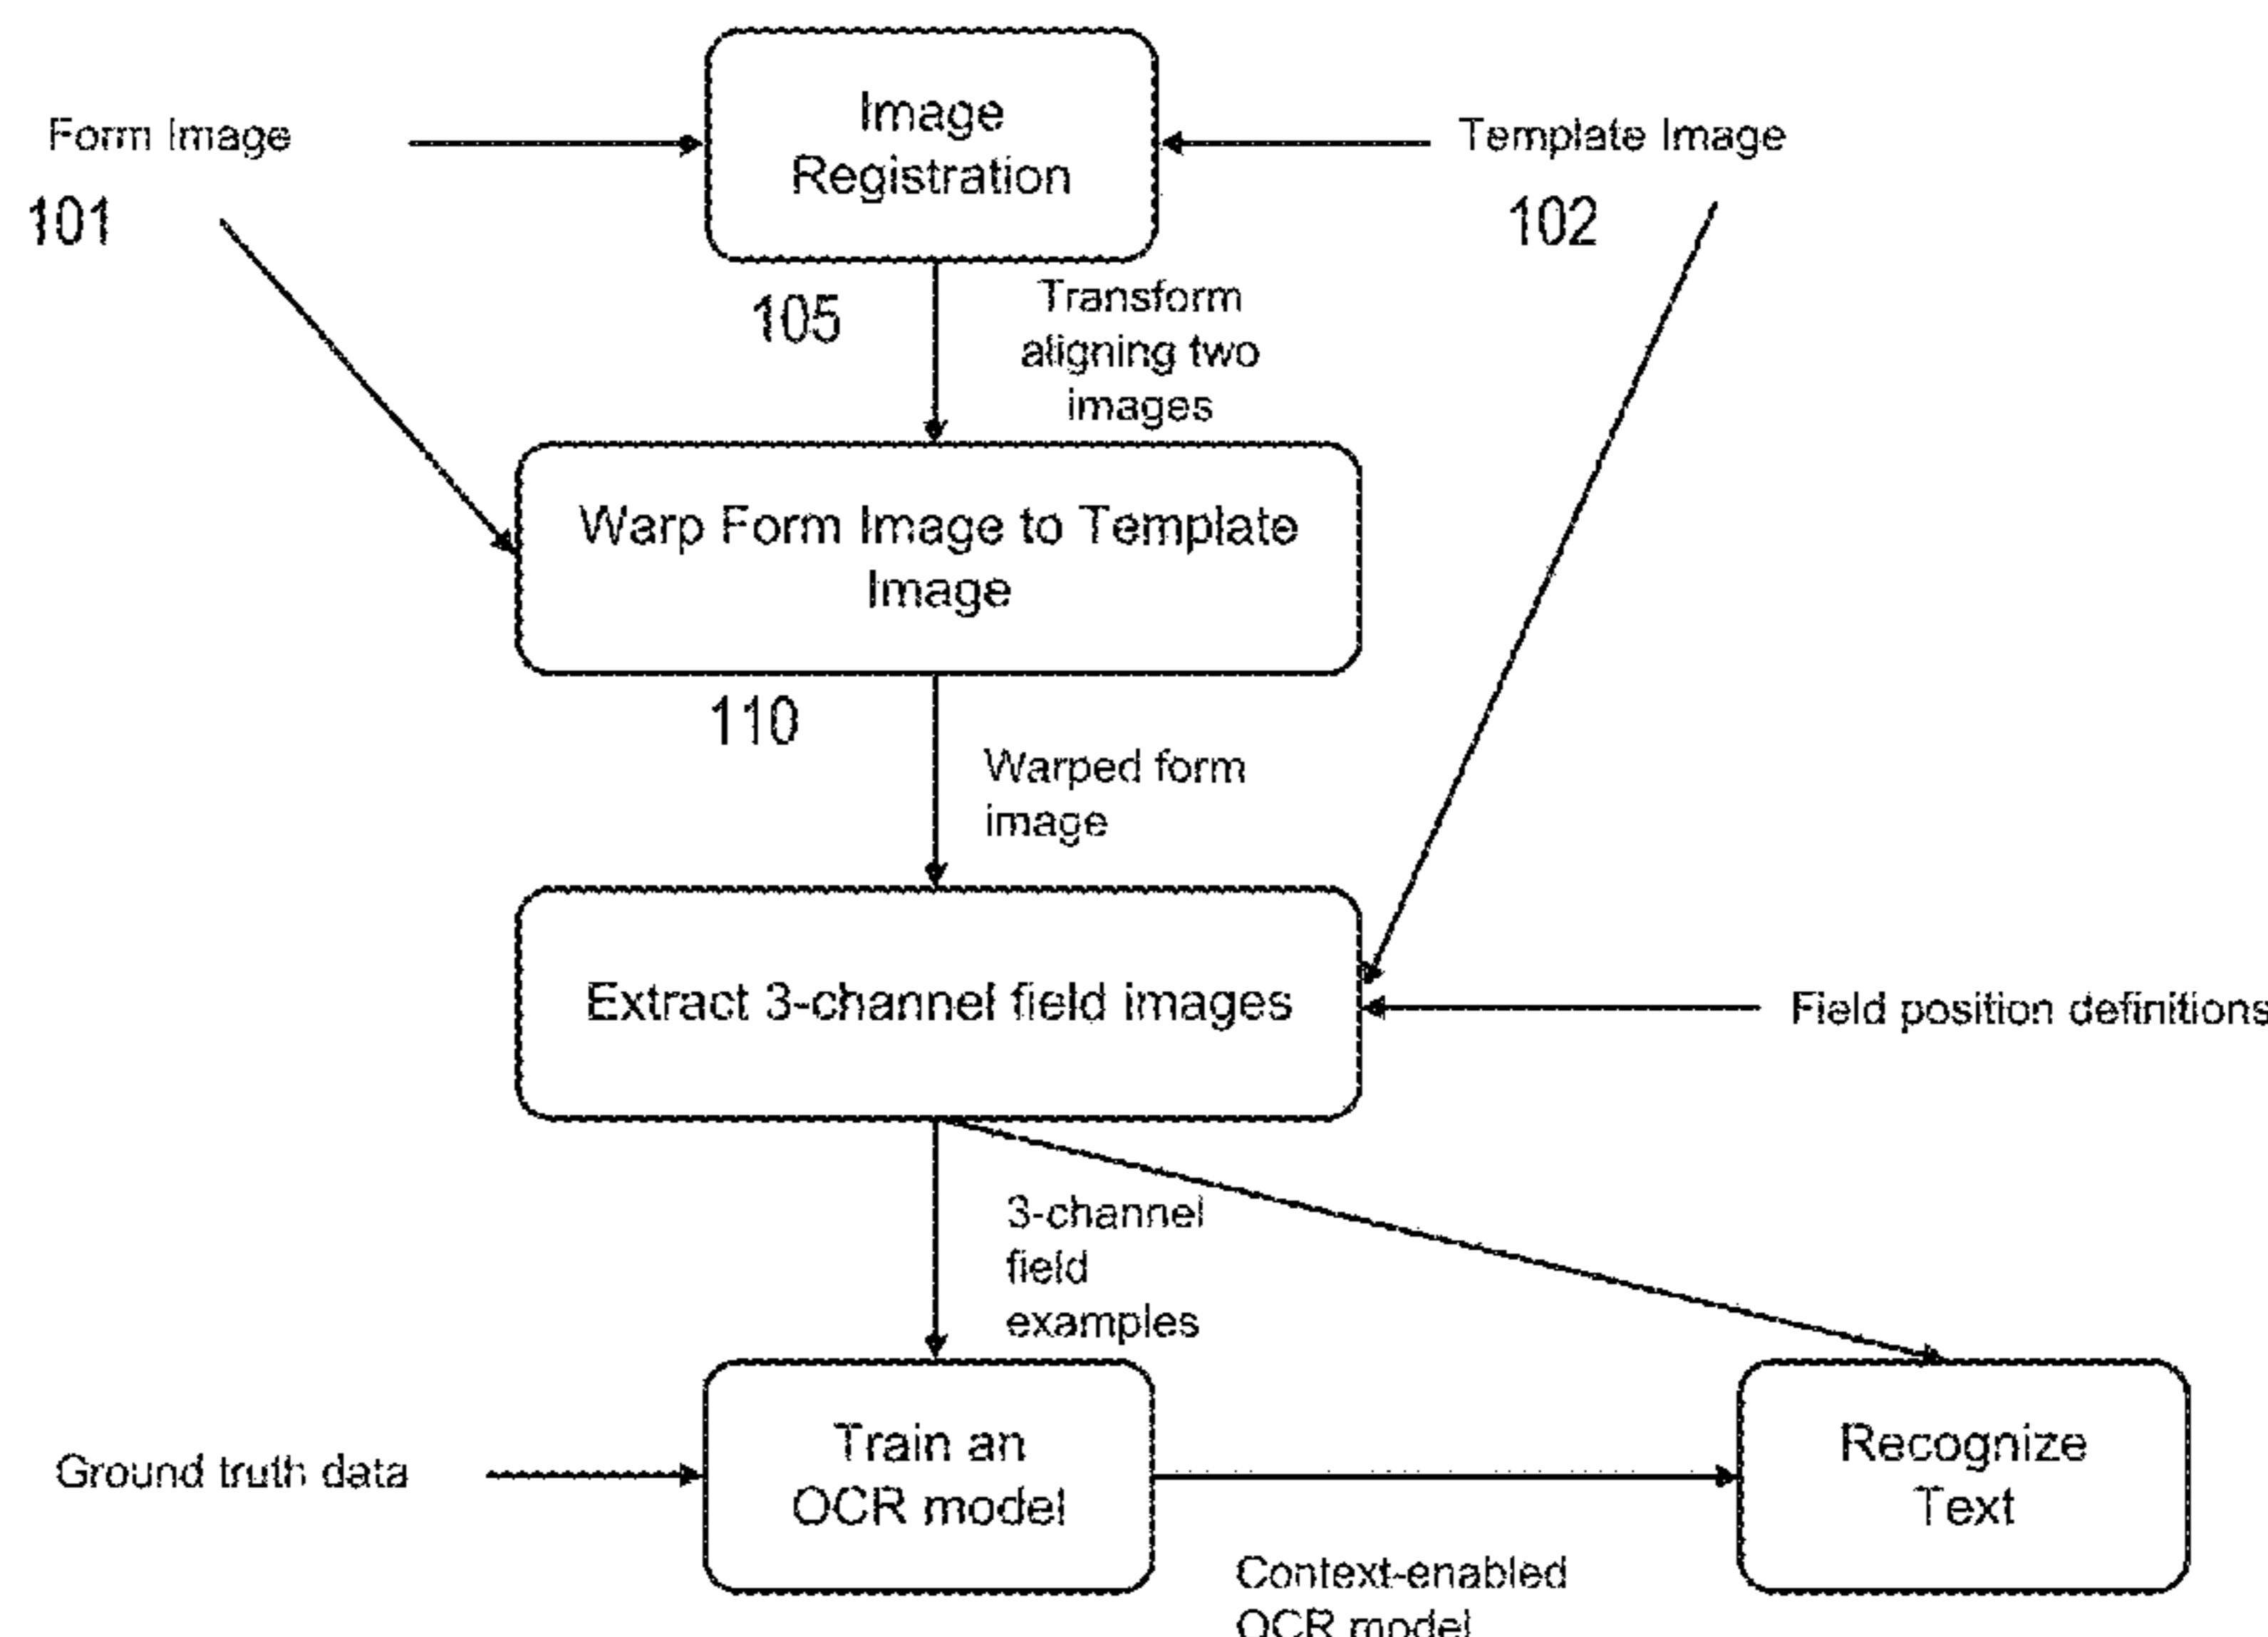 Form Image
101
Image
Registration
Template Image
102
105
Transform
aligning two
images
Warp Form Image to Template
Image
110
Warped form
image
Extract 3-channel field images
Field position definitions
3-channel
field
examples
Ground truth data
Train an
OCR model
Recognize
Text
Context-enabled
OCR model